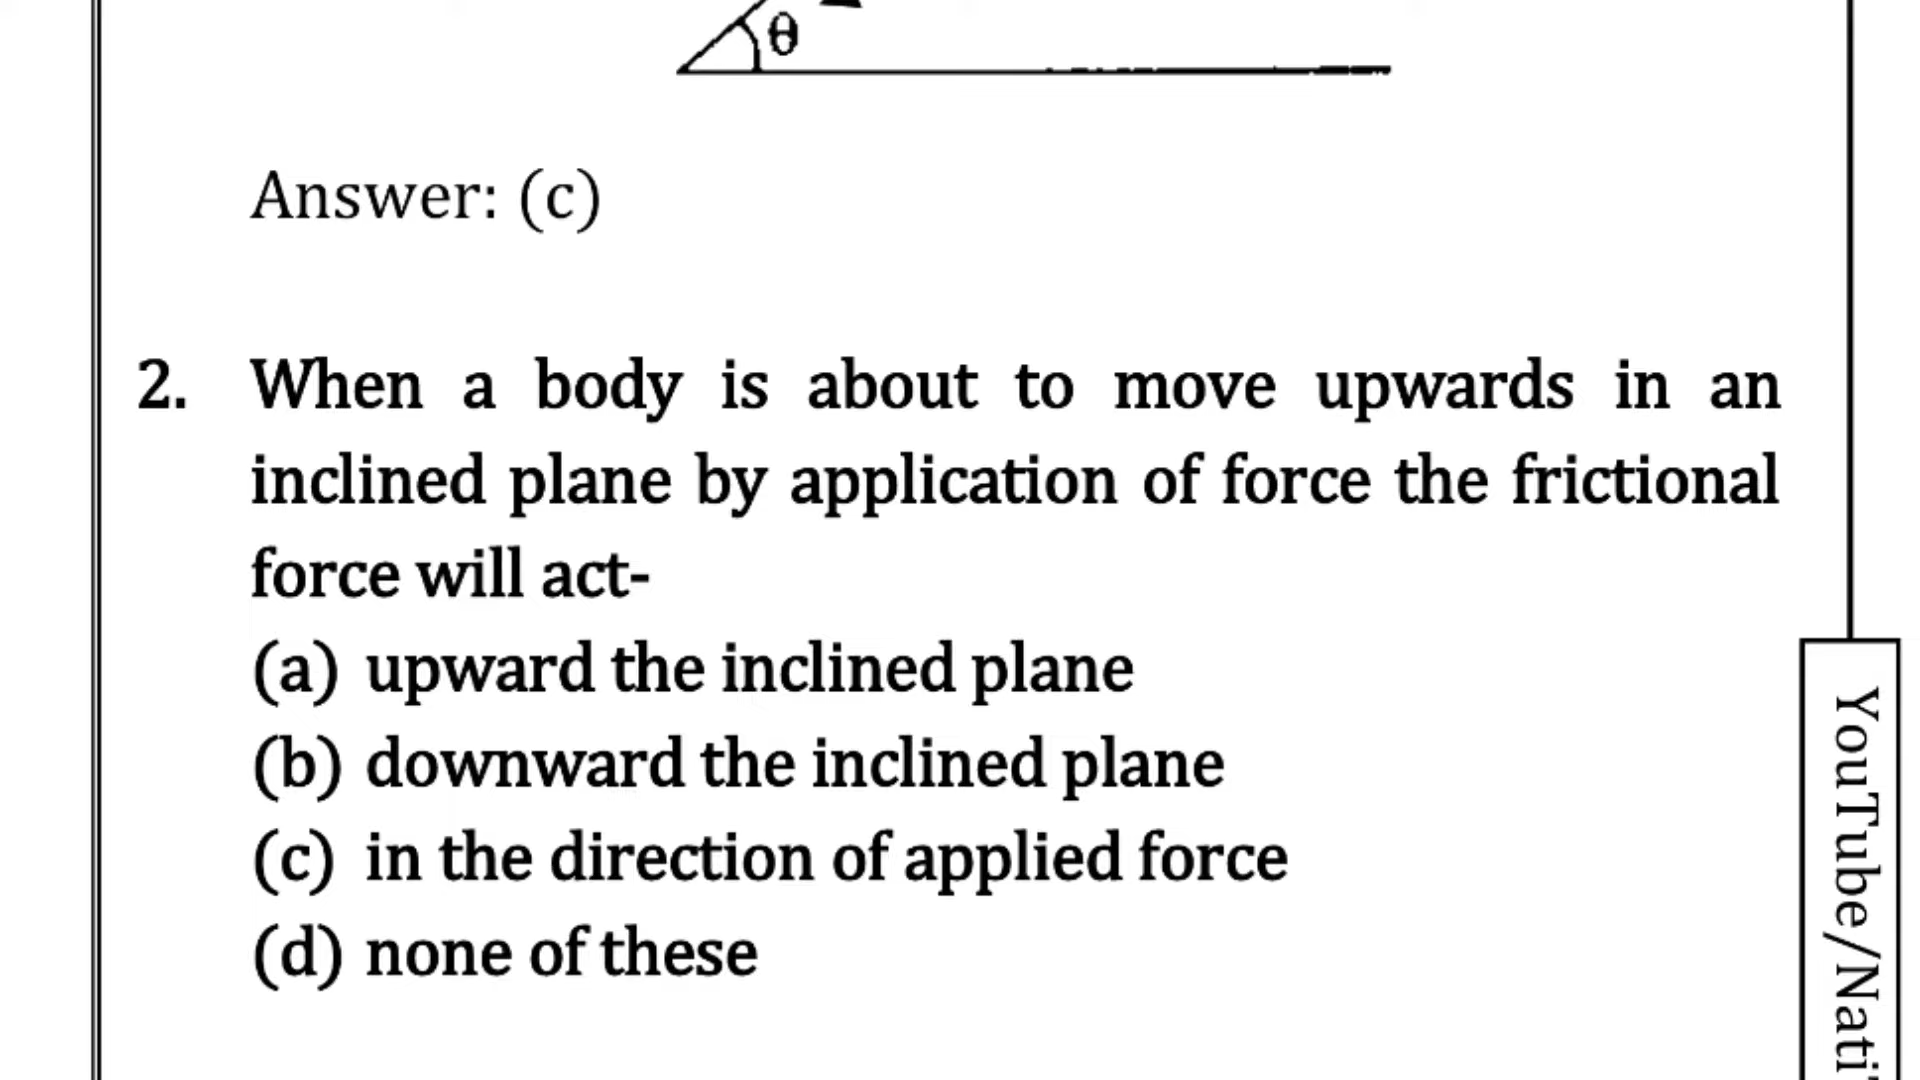 θ
Answer: (c)
2. When a body is about to move upwards in an
inclined plane by application of force the frictional
force will act-
(a) upward the inclined plane
(b) downward the inclined plane
(c) in the direction of applied force
(d) none of these
YouTube/Nati